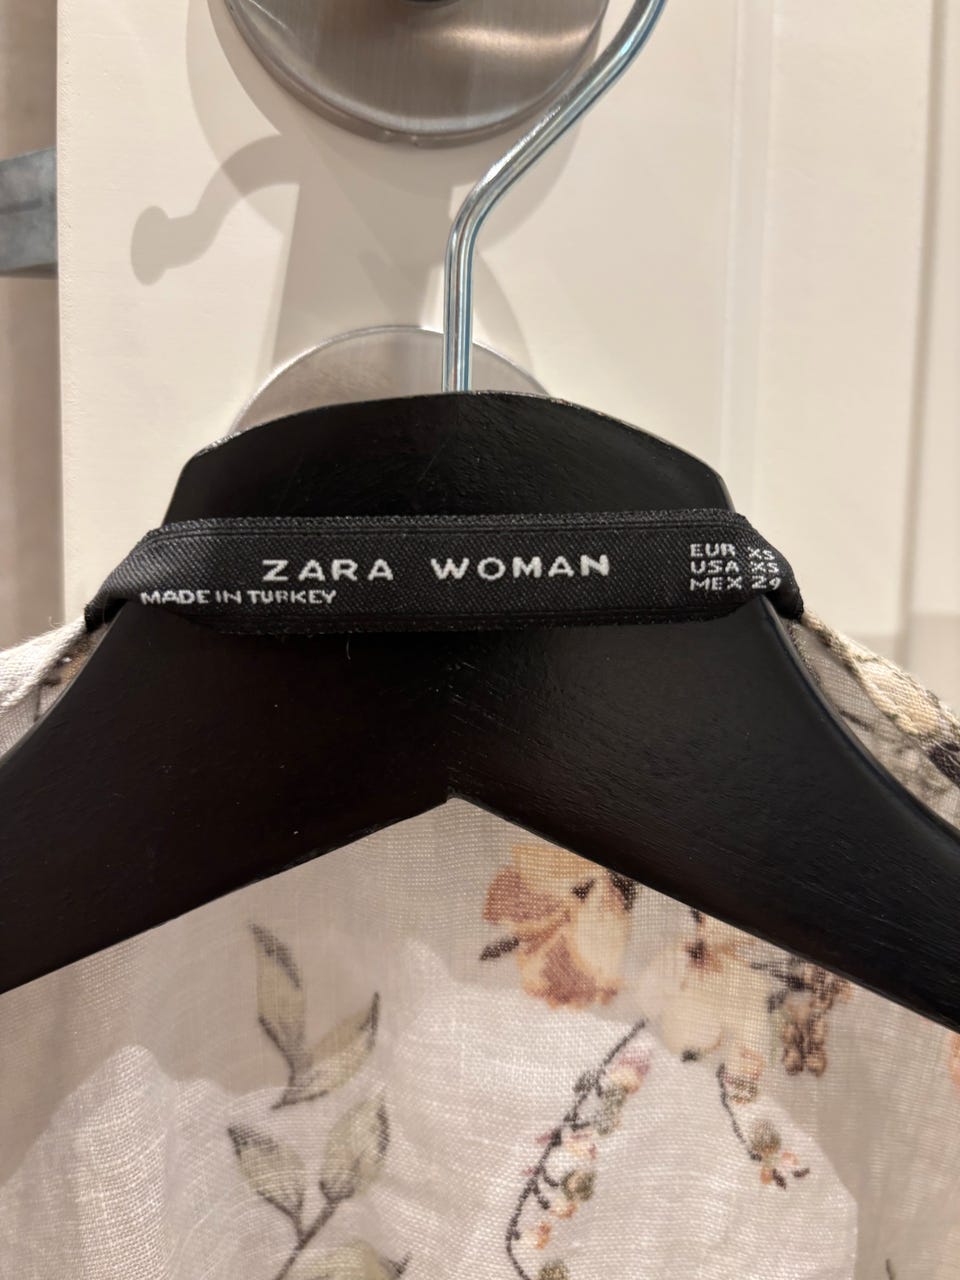 ZARA WOMAN
MADE IN TURKEY
EUR XS
USA XS
MEX 24